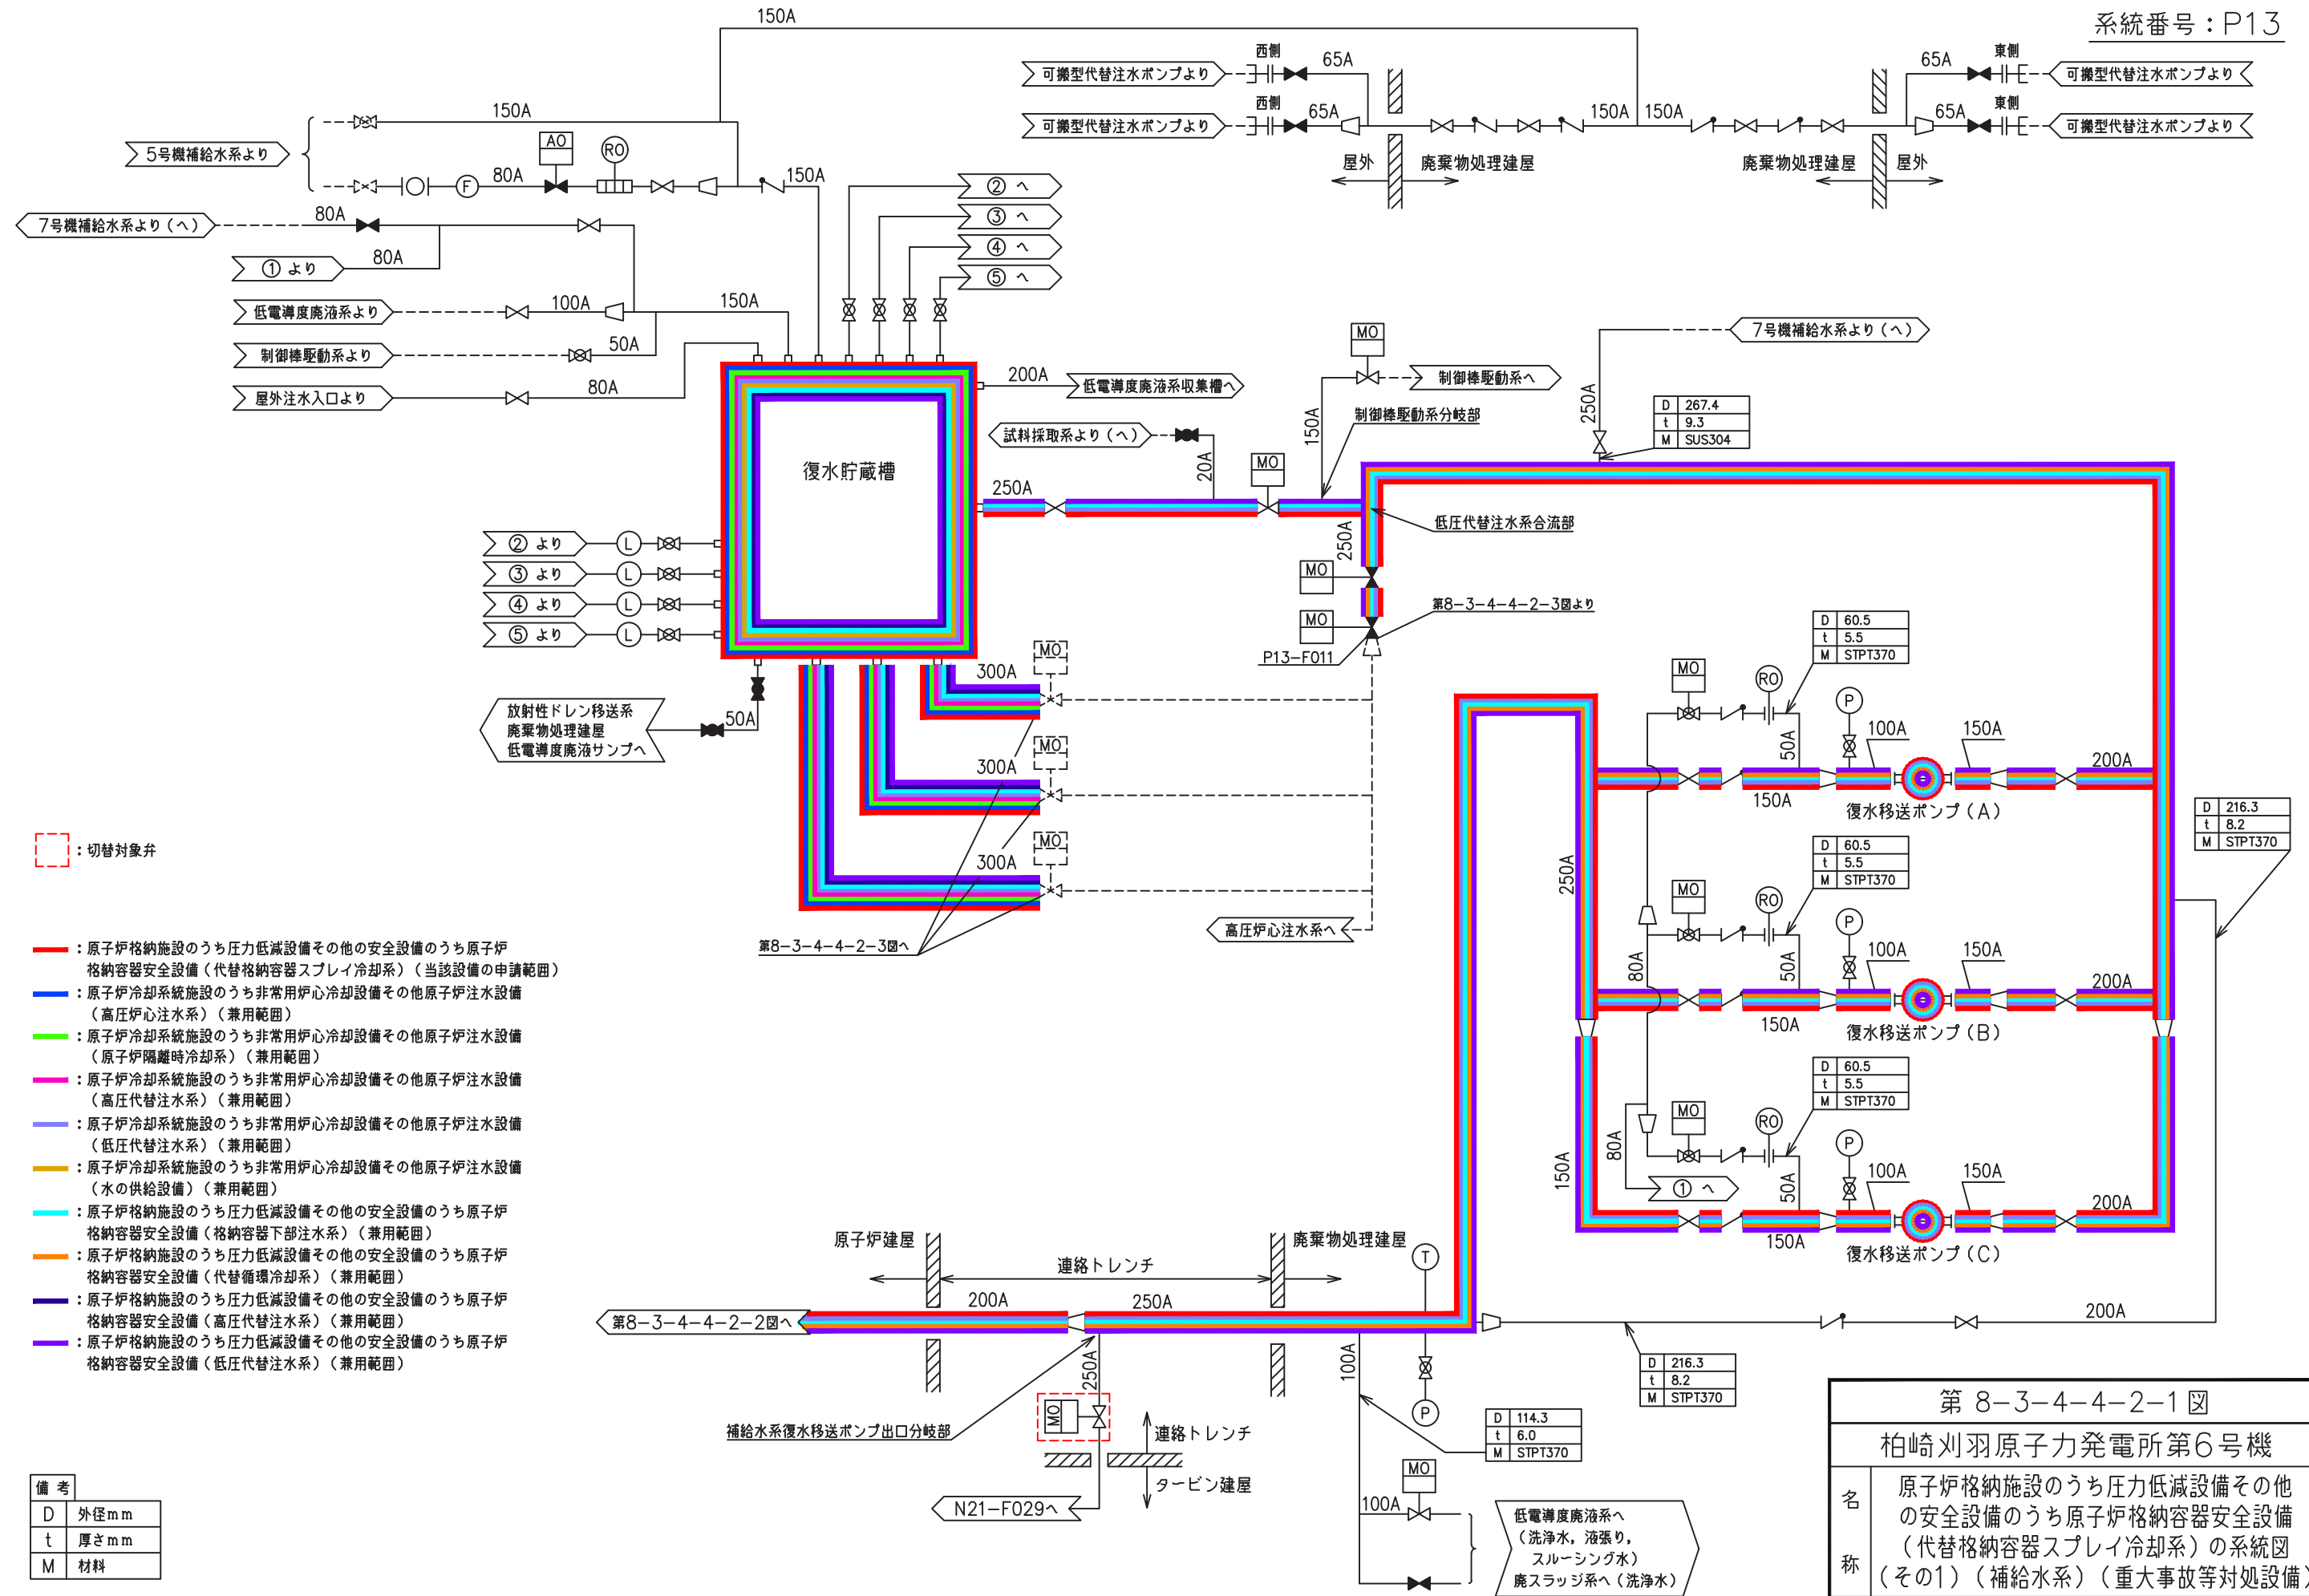 系統番号：P13
150A
可搬型代替注水ポンプより
西側
65A
65A
東側
可搬型代替注水ポンプより
可搬型代替注水ポンプより
西側
65A
150A
150A
65A
東側
可搬型代替注水ポンプより
屋外
廃棄物処理建屋
廃棄物処理建屋
屋外
150A
5号機補給水系より
AO
RO
F
80A
150A
7号機補給水系より（へ）
80A
①より
80A
低電導度廃液系より
100A
150A
制御棒駆動系より
50A
屋外注水入口より
80A
②へ
③へ
④へ
⑤へ
200A
低電導度廃液系収集槽へ
試料採取系より（へ）
20A
MO
制御棒駆動系へ
150A
制御棒駆動系分岐部
7号機補給水系より（へ）
250A
D 267.4
t 9.3
M SUS304
復水貯蔵槽
250A
MO
250A
低圧代替注水系合流部
MO
MO
第8-3-4-4-2-3図より
P13-F011
②より
L
③より
L
④より
L
⑤より
L
50A
放射性ドレン移送系
廃棄物処理建屋
低電導度廃液サンプへ
300A
MO
300A
MO
300A
MO
第8-3-4-4-2-3図へ
高圧炉心注水系へ
D 60.5
t 5.5
M STPT370
MO
RO
P
50A
100A
150A
200A
150A
復水移送ポンプ（A）
D 216.3
t 8.2
M STPT370
250A
D 60.5
t 5.5
M STPT370
MO
RO
P
80A
50A
100A
150A
200A
150A
復水移送ポンプ（B）
D 60.5
t 5.5
M STPT370
MO
RO
P
150A
80A
50A
100A
150A
200A
①へ
150A
復水移送ポンプ（C）
：切替対象弁
：原子炉格納施設のうち圧力低減設備その他の安全設備のうち原子炉
格納容器安全設備（代替格納容器スプレイ冷却系）（当該設備の申請範囲）
：原子炉冷却系統施設のうち非常用炉心冷却設備その他原子炉注水設備
（高圧炉心注水系）（兼用範囲）
：原子炉冷却系統施設のうち非常用炉心冷却設備その他原子炉注水設備
（原子炉隔離時冷却系）（兼用範囲）
：原子炉冷却系統施設のうち非常用炉心冷却設備その他原子炉注水設備
（高圧代替注水系）（兼用範囲）
：原子炉冷却系統施設のうち非常用炉心冷却設備その他原子炉注水設備
（低圧代替注水系）（兼用範囲）
：原子炉冷却系統施設のうち非常用炉心冷却設備その他原子炉注水設備
（水の供給設備）（兼用範囲）
：原子炉格納施設のうち圧力低減設備その他の安全設備のうち原子炉
格納容器安全設備（格納容器下部注水系）（兼用範囲）
：原子炉格納施設のうち圧力低減設備その他の安全設備のうち原子炉
格納容器安全設備（代替循環冷却系）（兼用範囲）
：原子炉格納施設のうち圧力低減設備その他の安全設備のうち原子炉
格納容器安全設備（高圧代替注水系）（兼用範囲）
：原子炉格納施設のうち圧力低減設備その他の安全設備のうち原子炉
格納容器安全設備（低圧代替注水系）（兼用範囲）
原子炉建屋
連絡トレンチ
廃棄物処理建屋
T
第8-3-4-4-2-2図へ
200A
250A
200A
250A
100A
P
D 216.3
t 8.2
M STPT370
補給水系復水移送ポンプ出口分岐部
MO
連絡トレンチ
タービン建屋
N21-F029へ
D 114.3
t 6.0
M STPT370
MO
100A
低電導度廃液系へ
（洗浄水，液張り，
スルーシング水）
廃スラッジ系へ（洗浄水）
備考
D 外径mm
t 厚さmm
M 材料
第 8-3-4-4-2-1 図
柏崎刈羽原子力発電所第6号機
名称
原子炉格納施設のうち圧力低減設備その他
の安全設備のうち原子炉格納容器安全設備
（代替格納容器スプレイ冷却系）の系統図
（その1）（補給水系）（重大事故等対処設備）